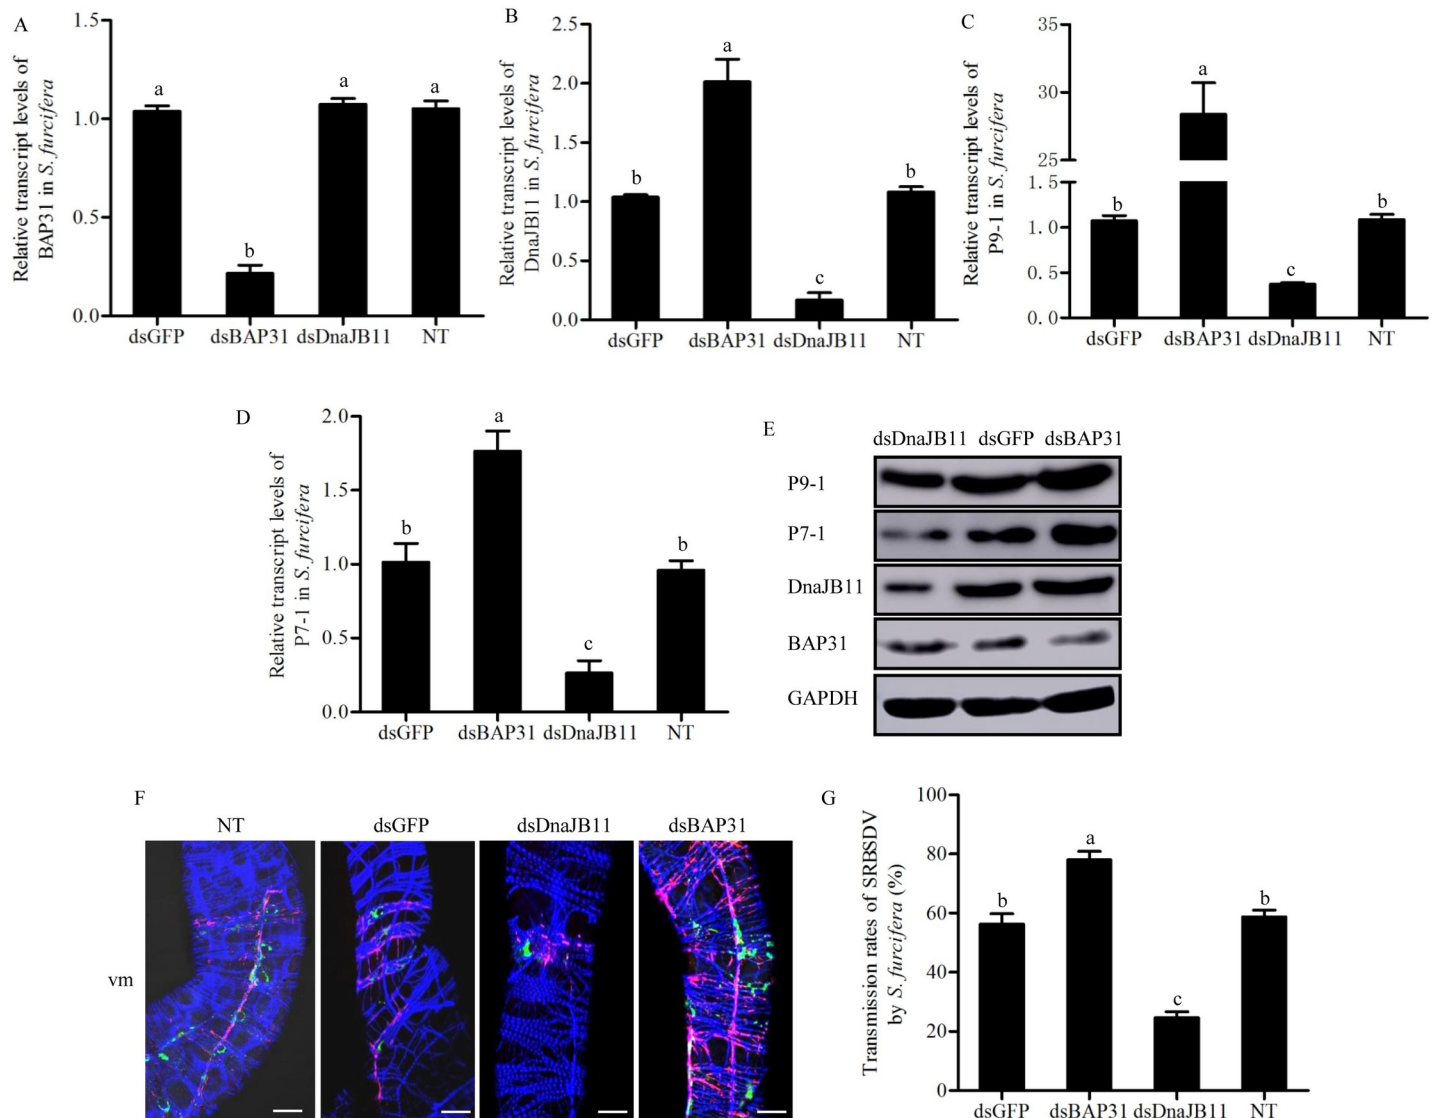 A
Relative transcript levels of
BAP31 in S. furcifera
1.5
1.0
0.5
0.0
a
b
a
a
dsGFP dsBAP31 dsDnaJB11 NT
B
Relative transcript levels of
DnaJB11 in S. furcifera
2.5
2.0
1.5
1.0
0.5
0.0
b
a
c
b
dsGFP dsBAP31 dsDnaJB11 NT
C
Relative transcript levels of
P9-1 in S. furcifera
35
30
25
1.5
1.0
0.5
0.0
b
a
c
b
dsGFP dsBAP31 dsDnaJB11 NT
D
Relative transcript levels of
P7-1 in S. furcifera
2.0
1.5
1.0
0.5
0.0
b
a
c
b
dsGFP dsBAP31 dsDnaJB11 NT
E
dsDnaJB11 dsGFP dsBAP31
P9-1
P7-1
DnaJB11
BAP31
GAPDH
F
NT dsGFP dsDnaJB11 dsBAP31
vm
G
Transmission rates of SRBSDV
by S. furcifera (%)
100
80
60
40
20
0
b
a
c
b
dsGFP dsBAP31 dsDnaJB11 NT